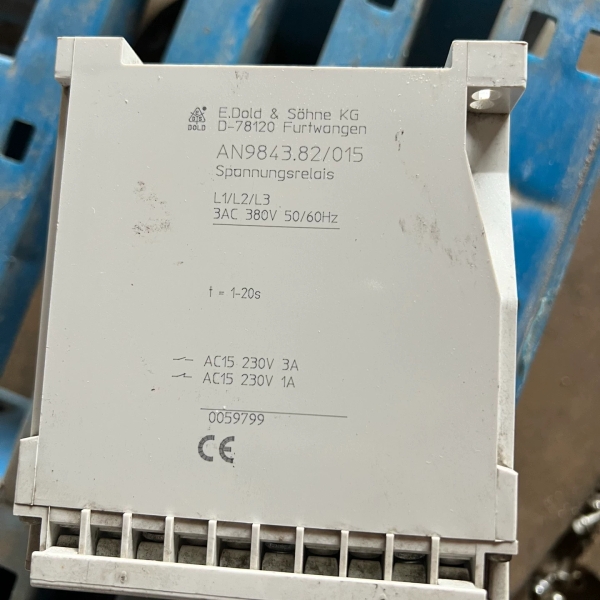 DOLD
E.Dold & Söhne KG
D-78120 Furtwangen
AN9843.82/015
Spannungsrelais
L1/L2/L3
3AC 380V 50/60Hz
t = 1-20s
AC15 230V 3A
AC15 230V 1A
0059799
CE